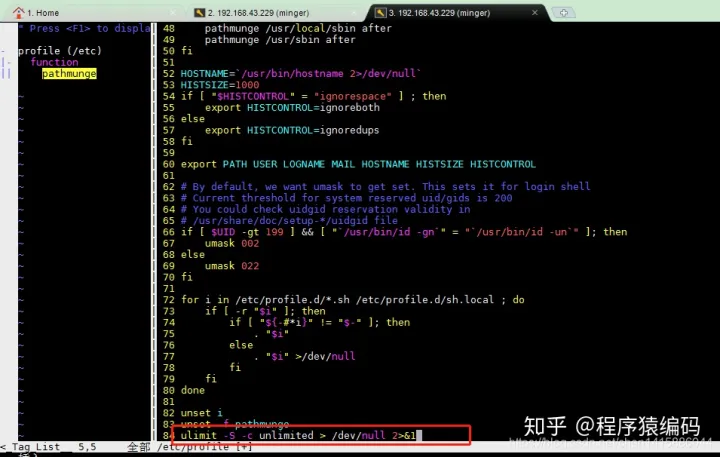 1. Home
2. 192.168.43.229 (minger)
3. 192.168.43.229 (minger)
" Press <F1> to displa
profile (/etc)
function
pathmunge
48 pathmunge /usr/local/sbin after
49 pathmunge /usr/sbin after
50 fi
51
52 HOSTNAME=`/usr/bin/hostname 2>/dev/null`
53 HISTSIZE=1000
54 if [ "$HISTCONTROL" = "ignorespace" ] ; then
55 export HISTCONTROL=ignoreboth
56 else
57 export HISTCONTROL=ignoredups
58 fi
59
60 export PATH USER LOGNAME MAIL HOSTNAME HISTSIZE HISTCONTROL
61
62 # By default, we want umask to get set. This sets it for login shell
63 # Current threshold for system reserved uid/gids is 200
64 # You could check uidgid reservation validity in
65 # /usr/share/doc/setup-*/uidgid file
66 if [ $UID -gt 199 ] && [ "`/usr/bin/id -gn`" = "`/usr/bin/id -un`" ]; then
67 umask 002
68 else
69 umask 022
70 fi
71
72 for i in /etc/profile.d/*.sh /etc/profile.d/sh.local ; do
73 if [ -r "$i" ]; then
74 if [ "${-#*i}" != "$-" ]; then
75 . "$i"
76 else
77 . "$i" >/dev/null
78 fi
79 fi
80 done
81
82 unset i
83 unset -f pathmunge
84 ulimit -S -c unlimited > /dev/null 2>&1
知乎 @程序猿编码
<_Tag_List__ 5,5 全部 /etc/profile [+]